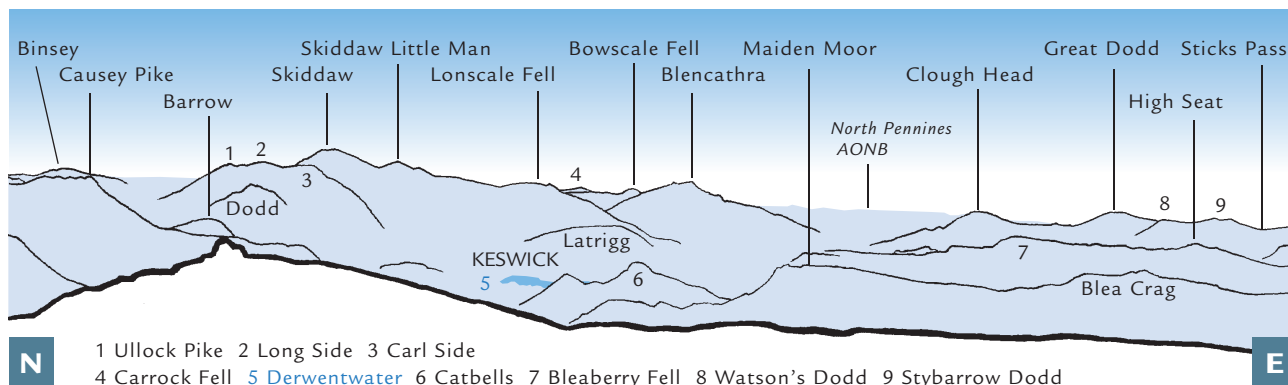 Skiddaw Little Man Bowscale Fell Maiden Moor Great Dodd Sticks Pass
Binsey
Causey Pike Skiddaw Lonscale Fell Blencathra Clough Head
Barrow High Seat
North Pennines
AONB
1 2 3 4
Dodd
8 9
Latrigg
7
KESWICK
5 6
Blea Crag
N
E
1 Ullock Pike 2 Long Side 3 Carl Side
4 Carrock Fell 5 Derwentwater 6 Catbells 7 Bleaberry Fell 8 Watson's Dodd 9 Stybarrow Dodd